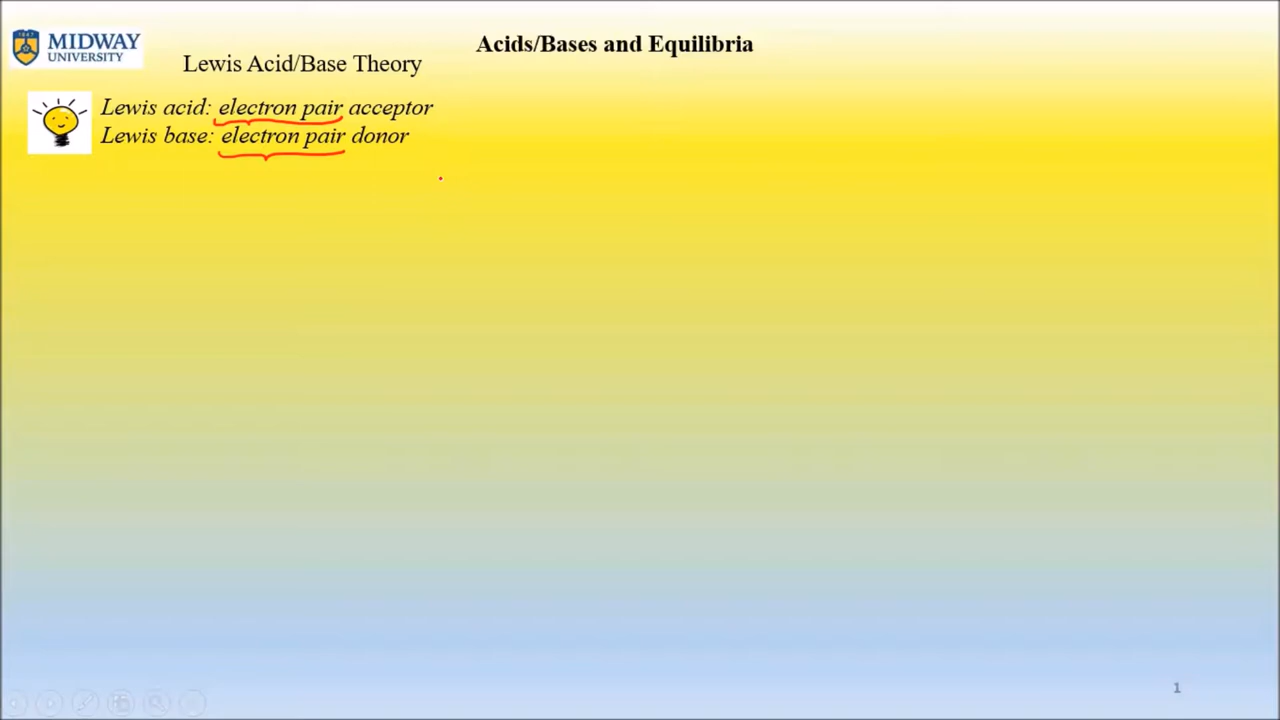 MIDWAY
UNIVERSITY
Acids/Bases and Equilibria
Lewis Acid/Base Theory
Lewis acid: electron pair acceptor
Lewis base: electron pair donor
1